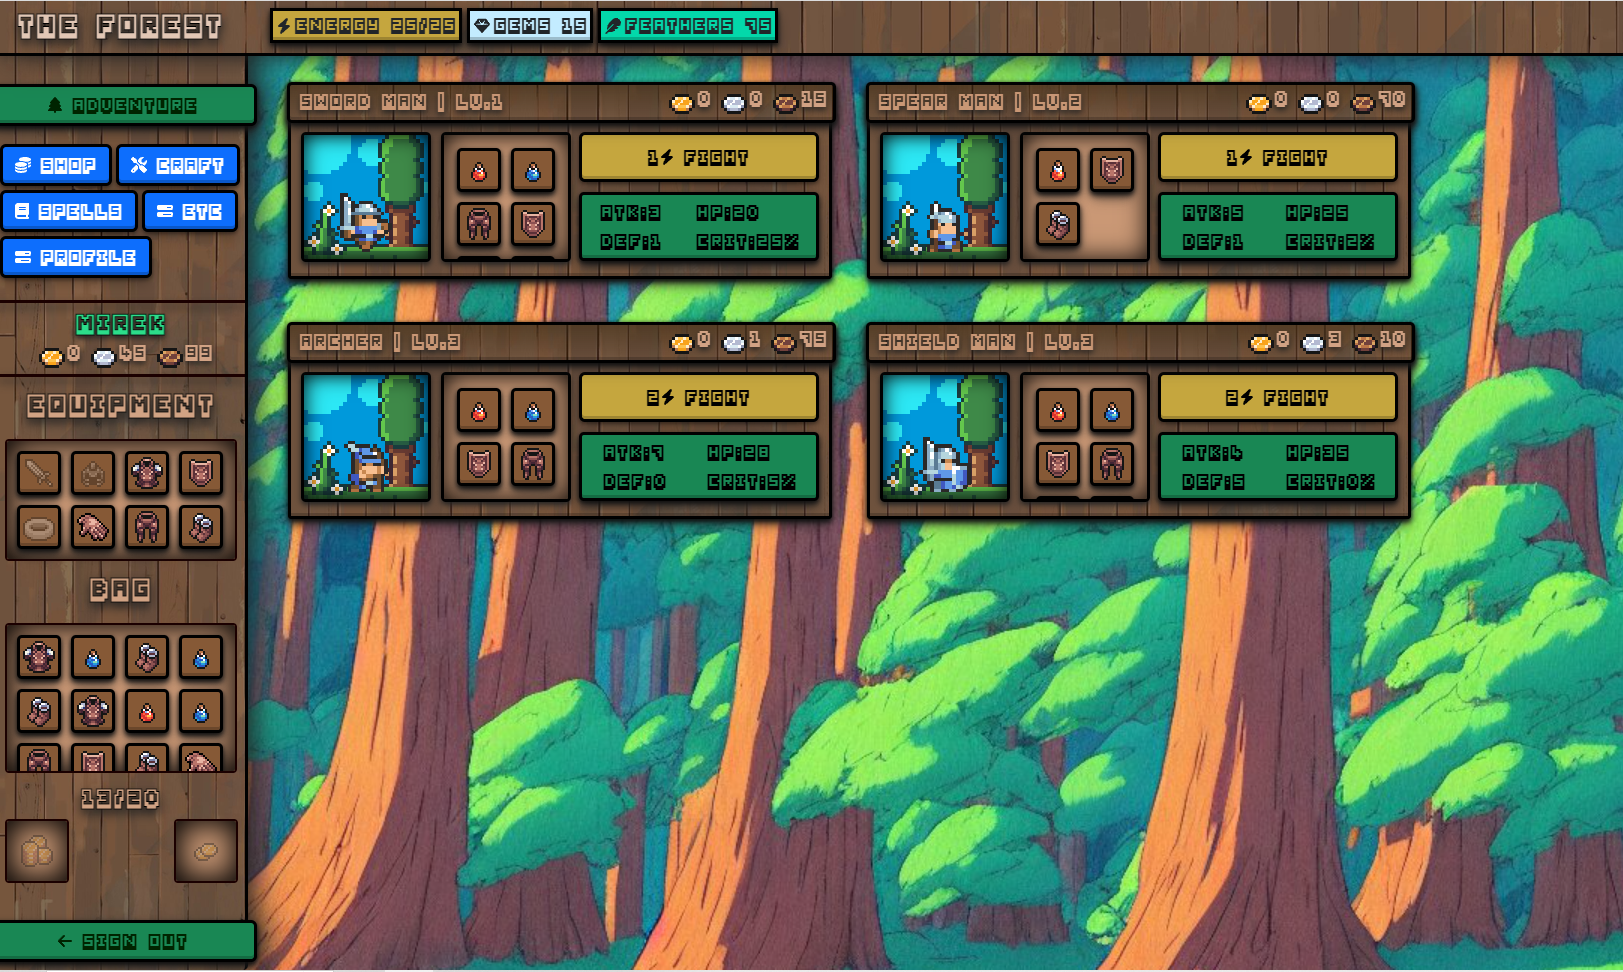 THE FOREST
ENERGY 25/25
GEMS 15
FEATHERS 75
ADVENTURE
SHOP
CRAFT
SPELLS
ETC
PROFILE
MIREK
0 49 99
EQUIPMENT
BAG
13/20
SIGN OUT
SWORD MAN | LV.1
0 0 15
1 FIGHT
ATK:3 HP:20
DEF:1 CRIT:25%
SPEAR MAN | LV.2
0 0 70
1 FIGHT
ATK:5 HP:25
DEF:1 CRIT:2%
ARCHER | LV.3
0 1 75
2 FIGHT
ATK:7 HP:28
DEF:0 CRIT:5%
SHIELD MAN | LV.3
0 3 10
2 FIGHT
ATK:4 HP:35
DEF:5 CRIT:0%